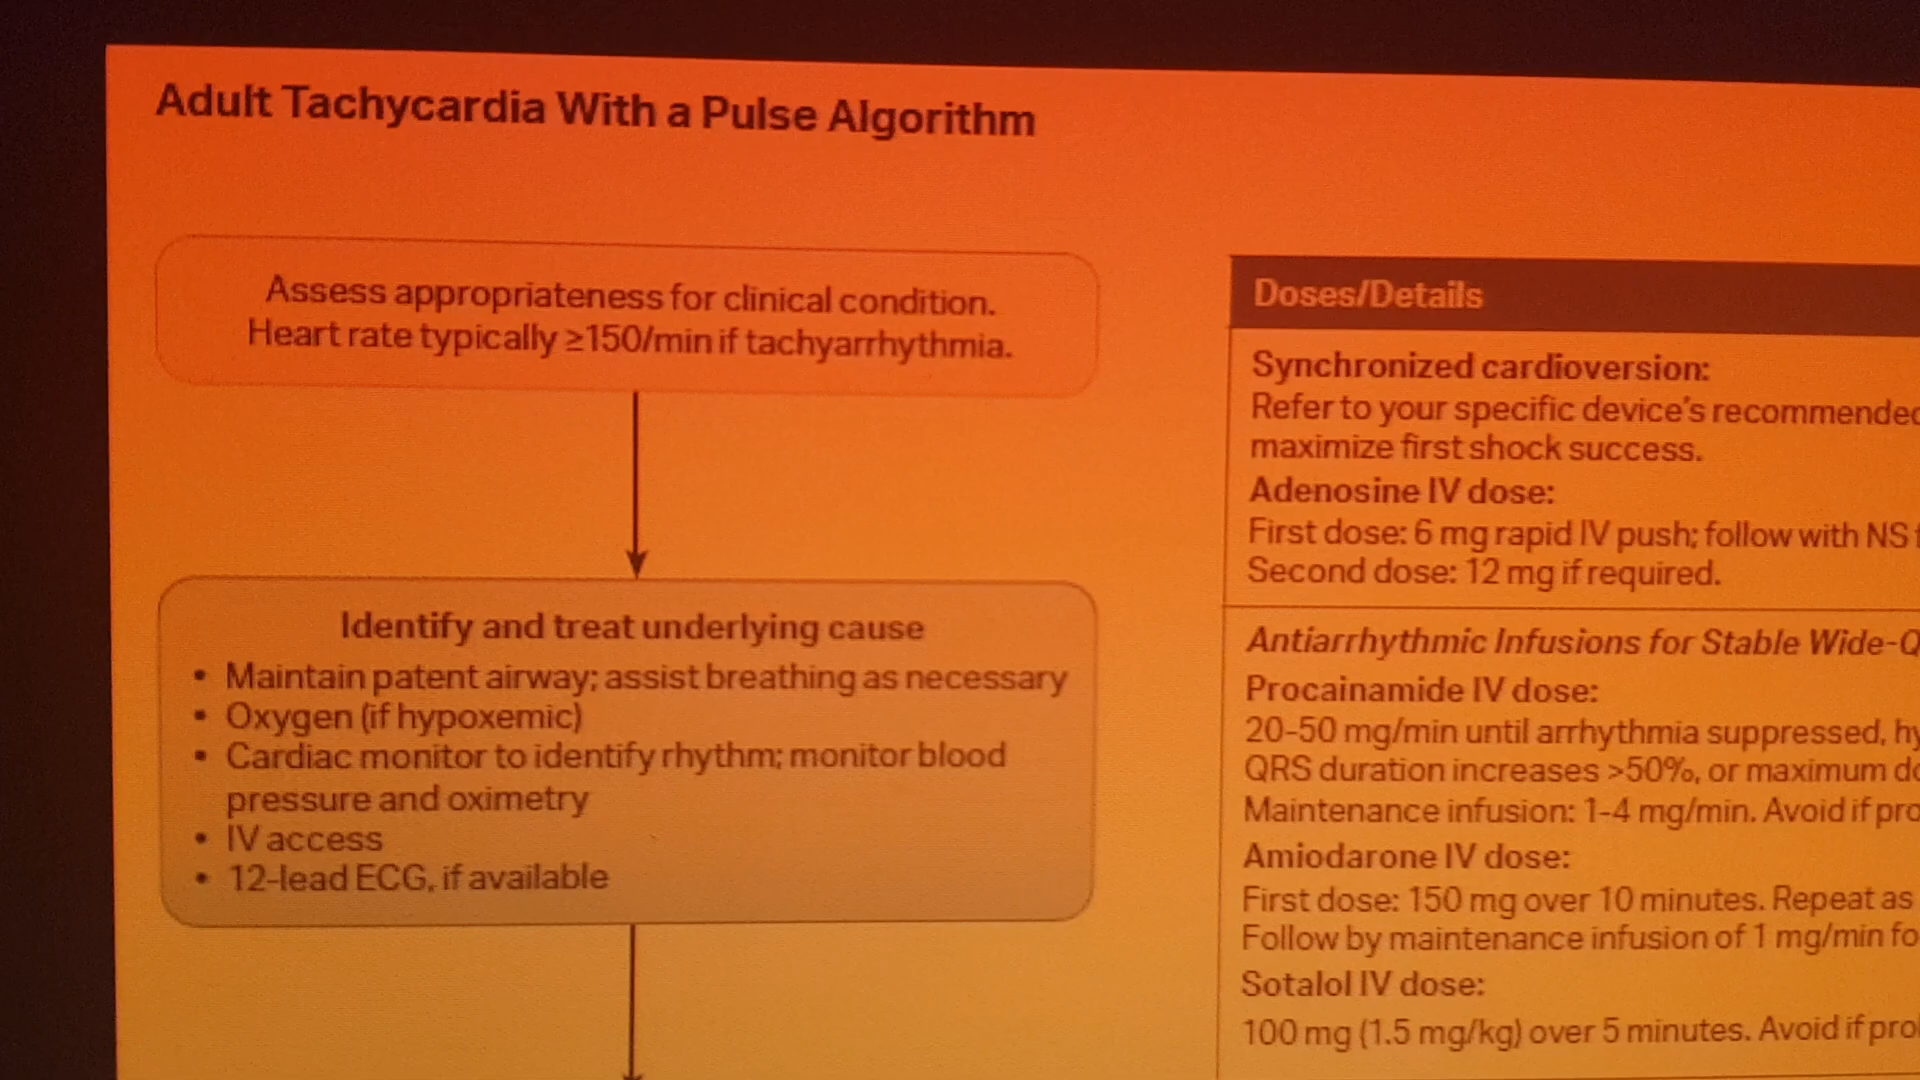 Adult Tachycardia With a Pulse Algorithm
Assess appropriateness for clinical condition.
Heart rate typically ≥150/min if tachyarrhythmia.
Identify and treat underlying cause
• Maintain patent airway; assist breathing as necessary
• Oxygen (if hypoxemic)
• Cardiac monitor to identify rhythm; monitor blood
pressure and oximetry
• IV access
• 12-lead ECG, if available
Doses/Details
Synchronized cardioversion:
Refer to your specific device's recommended
maximize first shock success.
Adenosine IV dose:
First dose: 6 mg rapid IV push; follow with NS
Second dose: 12 mg if required.
Antiarrhythmic Infusions for Stable Wide-Q
Procainamide IV dose:
20-50 mg/min until arrhythmia suppressed,
QRS duration increases >50%, or maximum
Maintenance infusion: 1-4 mg/min. Avoid if
Amiodarone IV dose:
First dose: 150 mg over 10 minutes. Repeat as
Follow by maintenance infusion of 1 mg/min
Sotalol IV dose:
100 mg (1.5 mg/kg) over 5 minutes. Avoid if